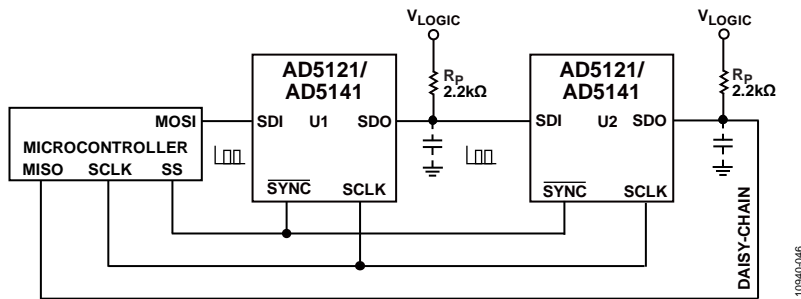 VLOGIC
VLOGIC
AD5121/
AD5141
RP
2.2kΩ
AD5121/
AD5141
RP
2.2kΩ
MOSI
SDI
U1
SDO
SDI
U2
SDO
MICROCONTROLLER
MISO
SCLK
SS
SYNC
SCLK
SYNC
SCLK
DAISY-CHAIN
10940-046